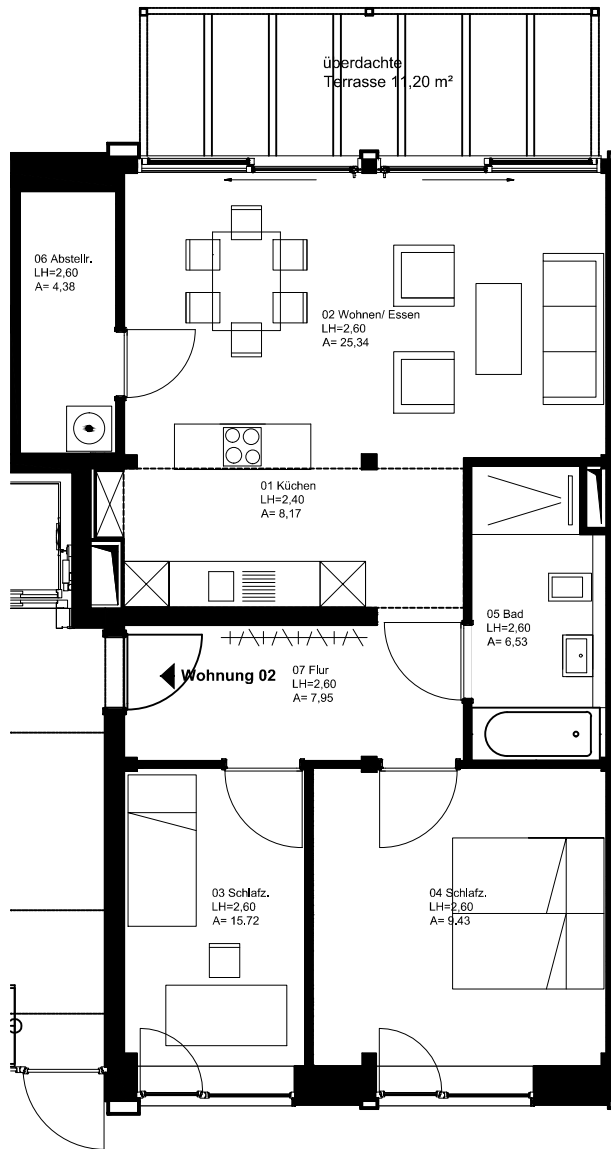 überdachte
Terrasse 11,20 m²
06 Abstellr.
LH=2,60
A= 4,38
02 Wohnen/ Essen
LH=2,60
A= 25,34
01 Küchen
LH=2,40
A= 8,17
05 Bad
LH=2,60
A= 6,53
Wohnung 02
07 Flur
LH=2,60
A= 7,95
03 Schlafz.
LH=2,60
A= 15.72
04 Schlafz.
LH=2,60
A= 9.43